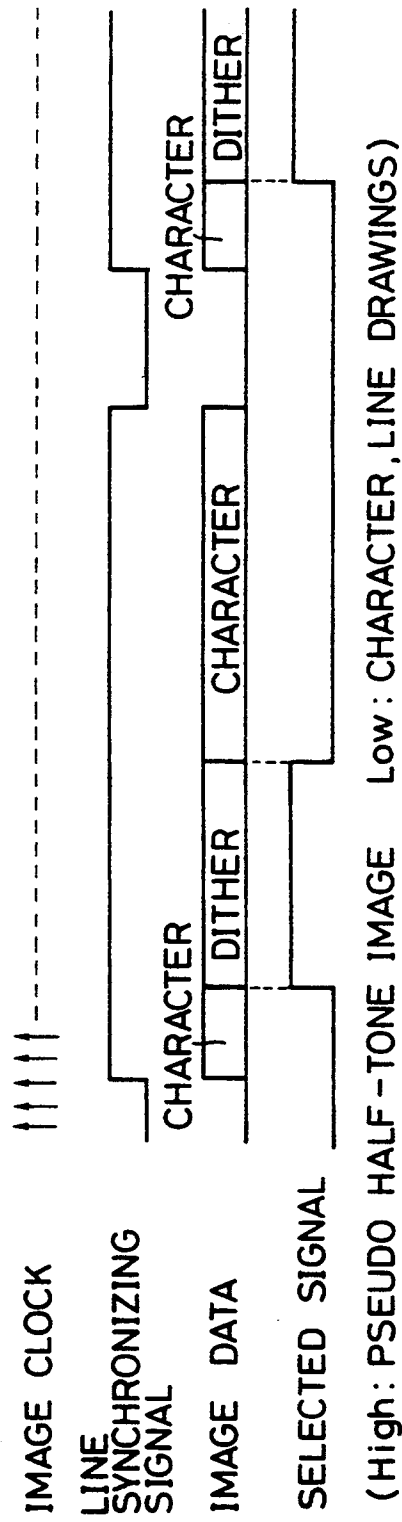 IMAGE CLOCK
LINE
SYNCHRONIZING
SIGNAL
CHARACTER
CHARACTER
IMAGE DATA
DITHER
CHARACTER
DITHER
SELECTED SIGNAL
(High: PSEUDO HALF-TONE IMAGE Low: CHARACTER, LINE DRAWINGS)